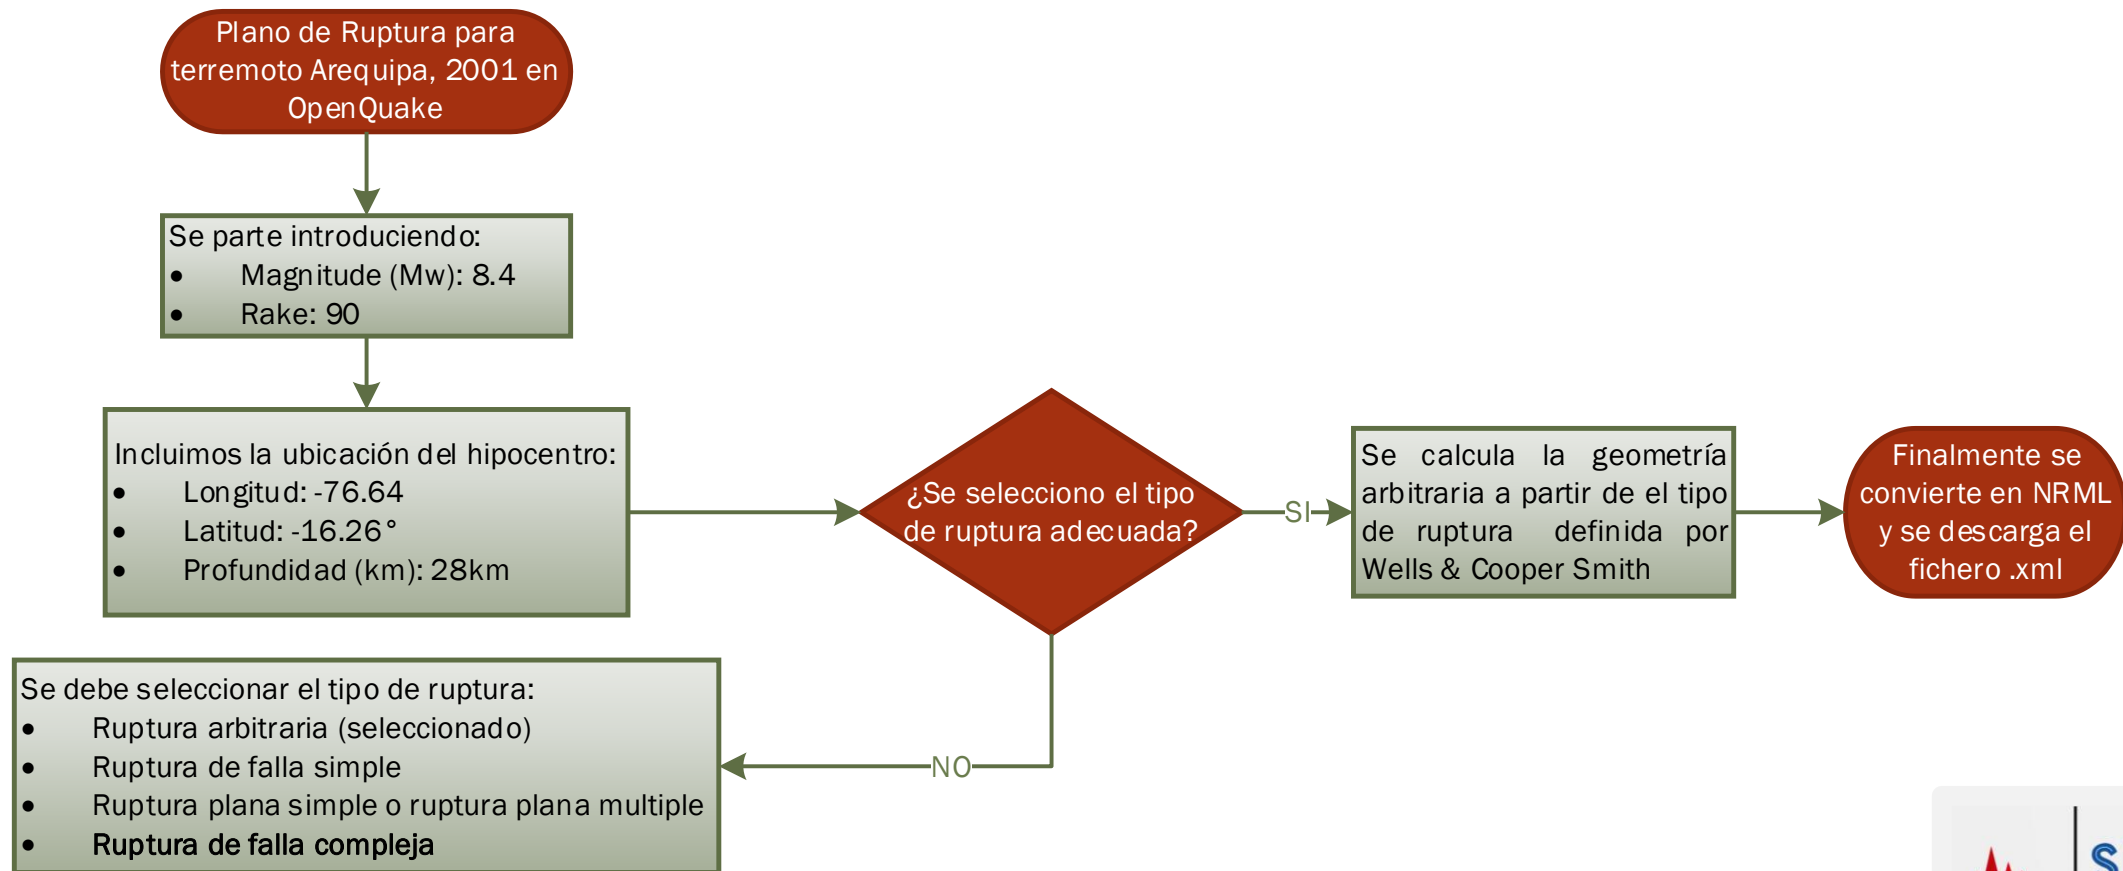 Plano de Ruptura para
terremoto Arequipa, 2001 en
OpenQuake
Se parte introduciendo:
• Magnitude (Mw): 8.4
• Rake: 90
Incluimos la ubicación del hipocentro:
• Longitud: -76.64
• Latitud: -16.26°
• Profundidad (km): 28km
¿Se selecciono el tipo
de ruptura adecuada?
SI
Se calcula la geometría
arbitraria a partir de el tipo
de ruptura definida por
Wells & Cooper Smith
Finalmente se
convierte en NRML
y se descarga el
fichero .xml
NO
Se debe seleccionar el tipo de ruptura:
• Ruptura arbitraria (seleccionado)
• Ruptura de falla simple
• Ruptura plana simple o ruptura plana multiple
• Ruptura de falla compleja